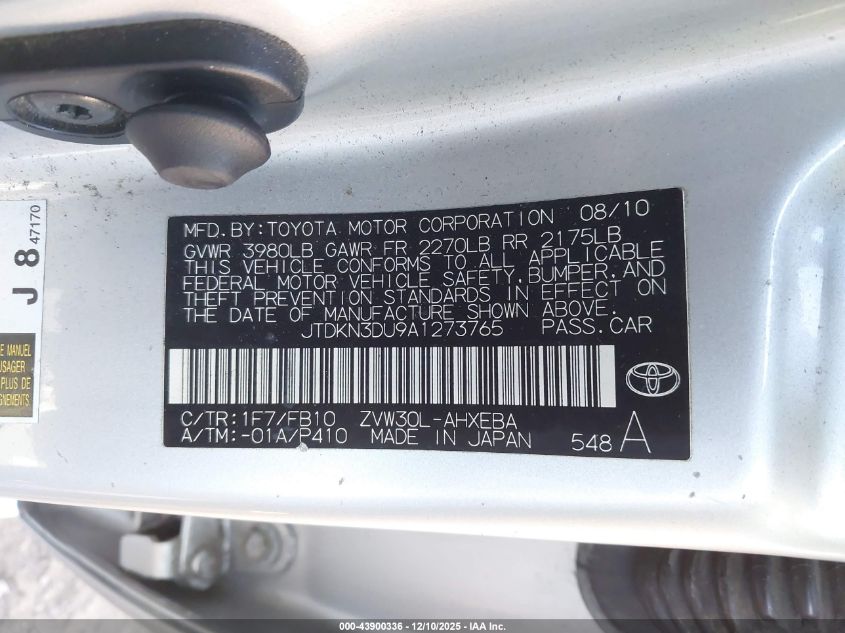 MFD.BY:TOYOTA MOTOR CORPORATION 08/10
GVWR 3980LB GAWR FR 2270LB RR 2175LB
THIS VEHICLE CONFORMS TO ALL APPLICABLE
FEDERAL MOTOR VEHICLE SAFETY,BUMPER,AND
THEFT PREVENTION STANDARDS IN EFFECT ON
THE DATE OF MANUFACTURE SHOWN ABOVE.
JTDKN3DU9A1273765 PASS.CAR
C/TR:1F7/FB10 ZVW30L-AHXEBA
A/TM:-01A/P410 MADE IN JAPAN 548 A
J 8 47170
E MANUEL
USAGER
PLUS DE
GNEMENTS
000-43900336 - 12/10/2025 - IAA Inc.